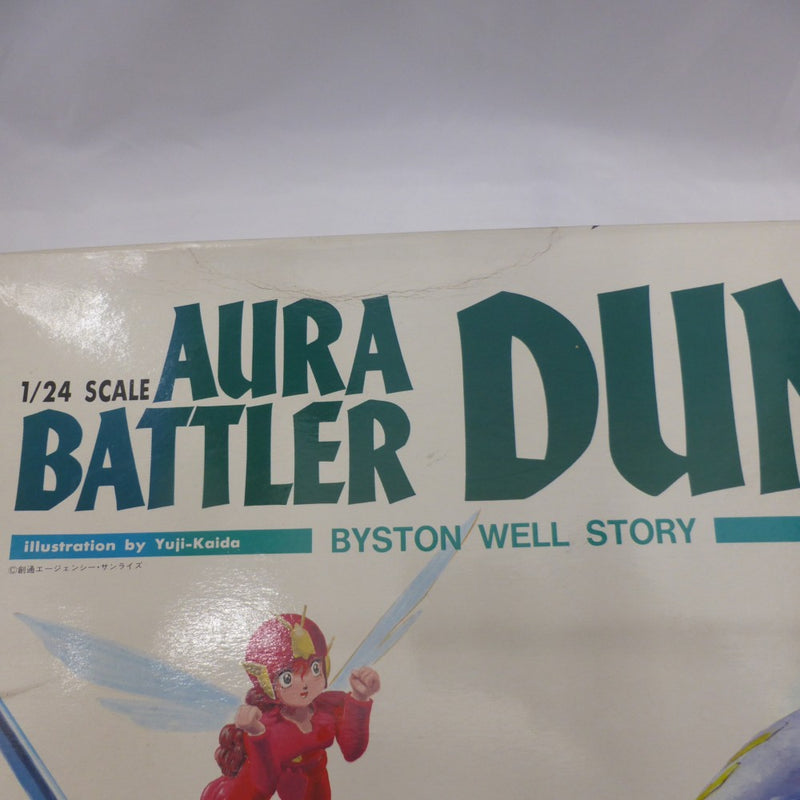 1/24 SCALE AURA
BATTLER DUN
illustration by Yuji-Kaida
BYSTON WELL STORY
©創通エージェンシー・サンライズ